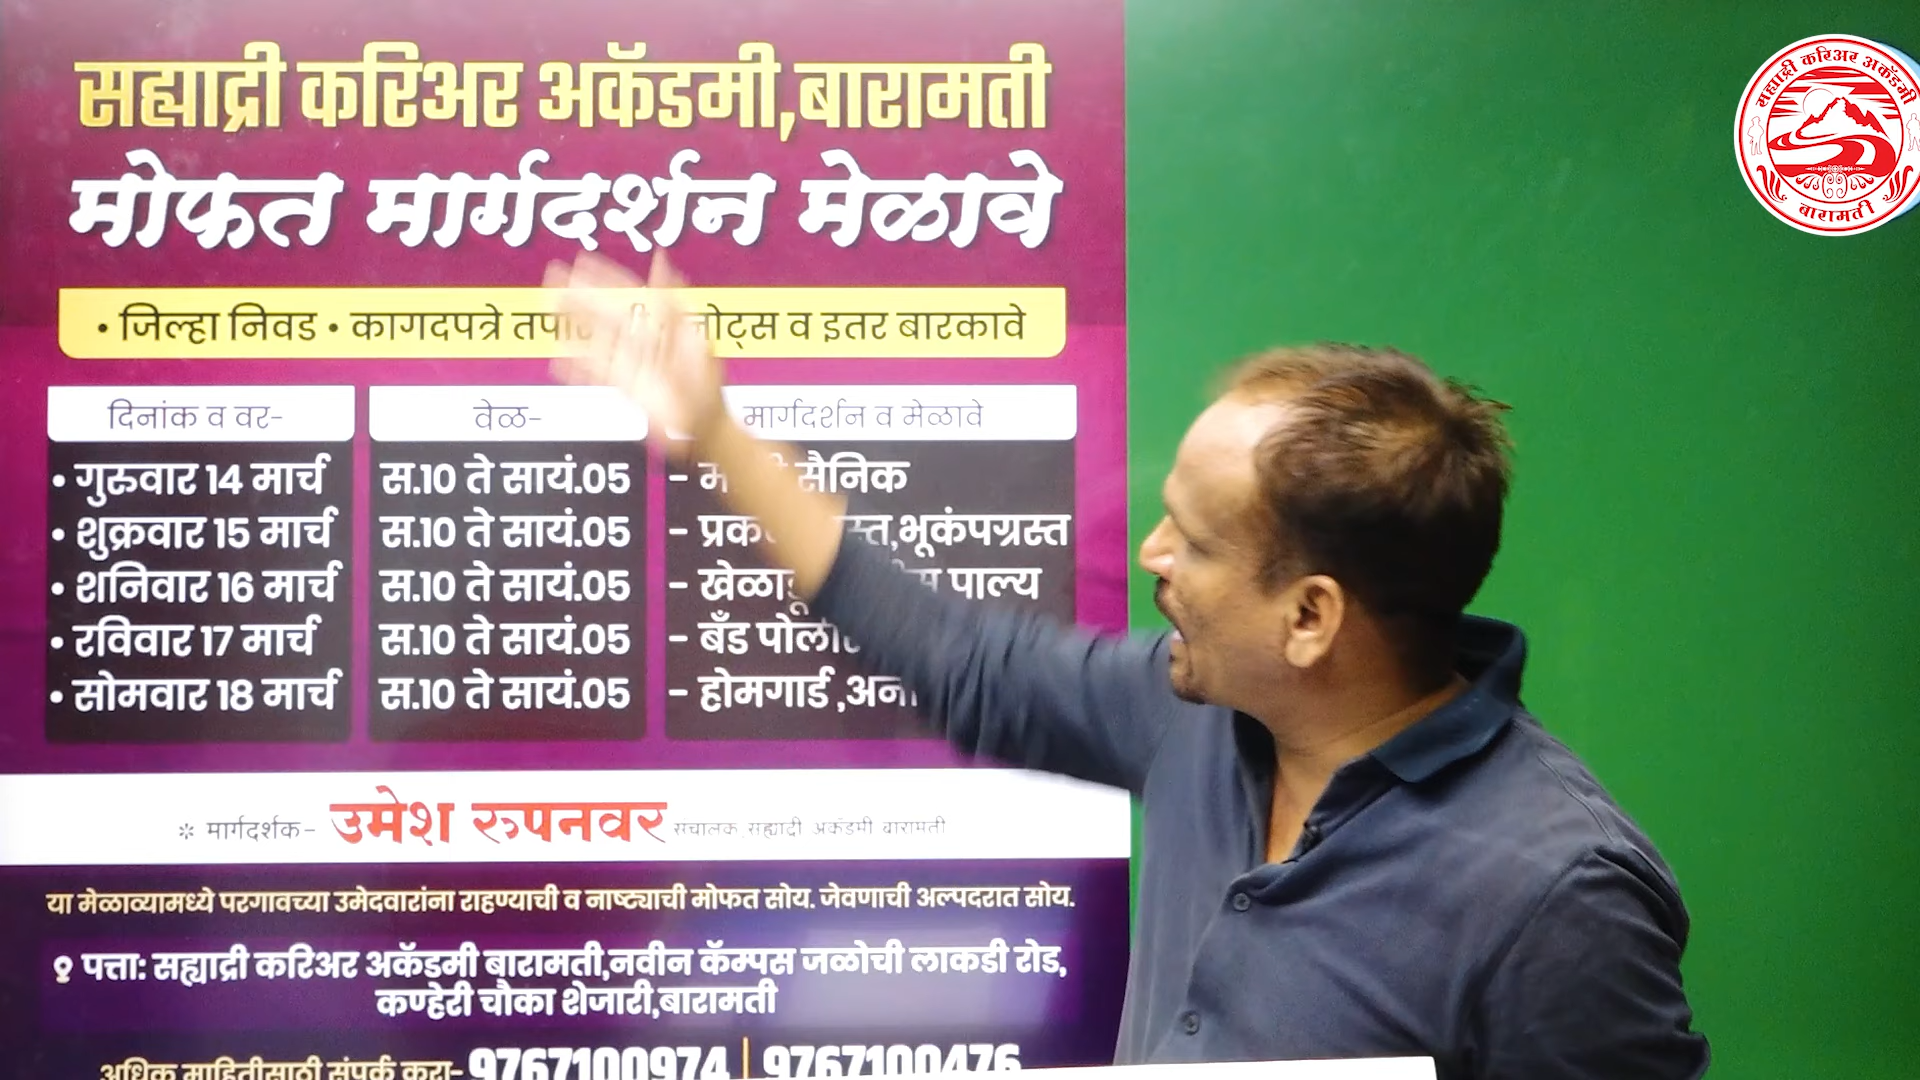 सह्याद्री करिअर अकॅडमी,बारामती
मोफत मार्गदर्शन मेळावे
• जिल्हा निवड • कागदपत्रे नोट्स व इतर बारकावे
दिनांक व वर- वेळ- मार्गदर्शन व मेळावे
• गुरुवार 14 मार्च स.10 ते सायं.05 - सैनिक
• शुक्रवार 15 मार्च स.10 ते सायं.05 - भूकंपग्रस्त
• शनिवार 16 मार्च स.10 ते सायं.05 - पाल्य
• रविवार 17 मार्च स.10 ते सायं.05 - बँड
• सोमवार 18 मार्च स.10 ते सायं.05 - होमगार्ड ,
* मार्गदर्शक- उमेश रुपनवर संचालक,सह्याद्री अकॅडमी बारामती
या मेळाव्यामध्ये परगावच्या उमेदवारांना राहण्याची व नाष्ट्याची मोफत सोय. जेवणाची अल्पदरात सोय.
पत्ता: सह्याद्री करिअर अकॅडमी बारामती,नवीन कॅम्पस जळोची लाकडी रोड,
कण्हेरी चौका शेजारी,बारामती
अधिक माहितीसाठी संपर्क करा- 9767100974 | 9767100476
सह्याद्री करिअर अकॅडमी
बारामती